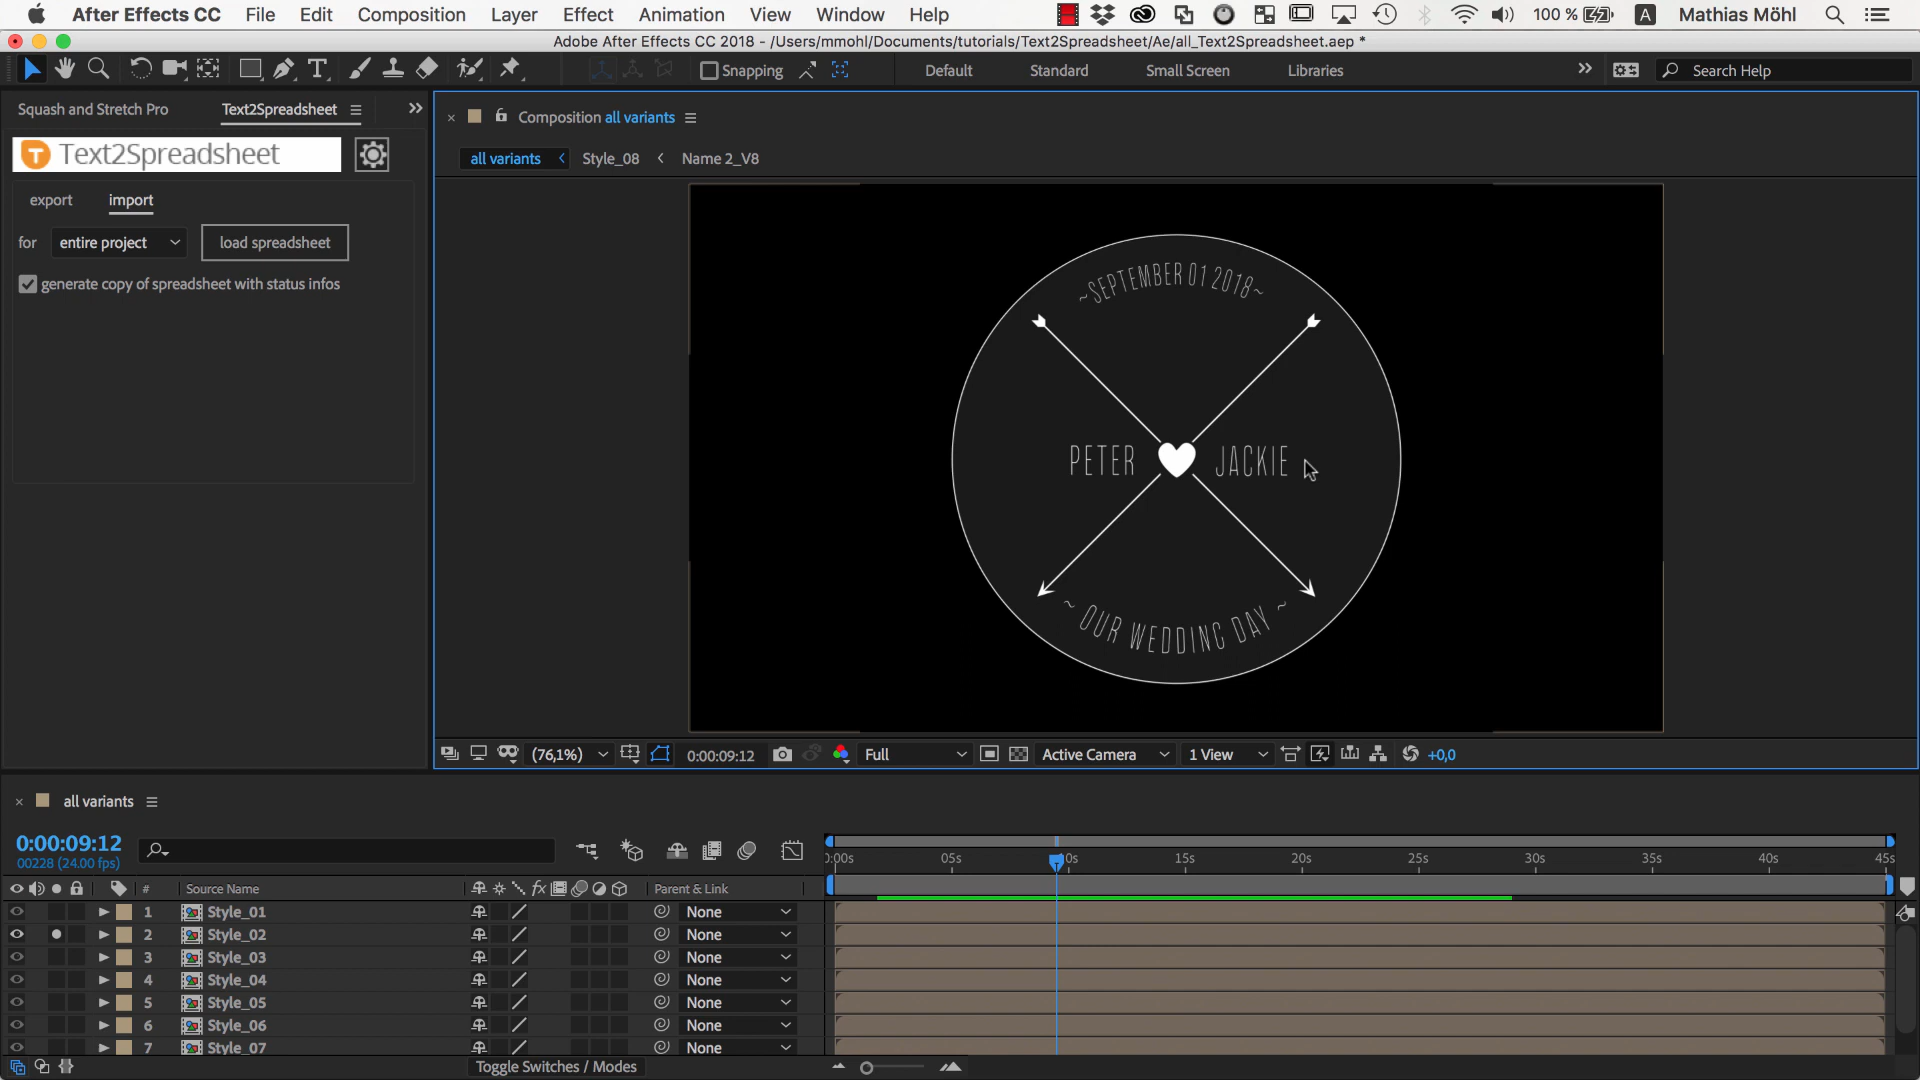 After Effects CC File Edit Composition Layer Effect Animation View Window Help 100 % A Mathias Möhl
Adobe After Effects CC 2018 - /Users/mmohl/Documents/tutorials/Text2Spreadsheet/Ae/all_Text2Spreadsheet.aep *
Snapping Default Standard Small Screen Libraries Search Help
Squash and Stretch Pro Text2Spreadsheet
Composition all variants
T Text2Spreadsheet
all variants Style_08 Name 2_V8
export import
for entire project load spreadsheet
generate copy of spreadsheet with status infos
~SEPTEMBER 01 2018~
PETER JACKIE
~ OUR WEDDING DAY ~
(76,1%) 0:00:09:12 Full Active Camera 1 View +0,0
all variants
0:00:09:12
00228 (24.00 fps)
0:00s 05s 0s 15s 20s 25s 30s 35s 40s 45s
# Source Name fx Parent & Link
1 Style_01 None
2 Style_02 None
3 Style_03 None
4 Style_04 None
5 Style_05 None
6 Style_06 None
7 Style_07 None
Toggle Switches / Modes